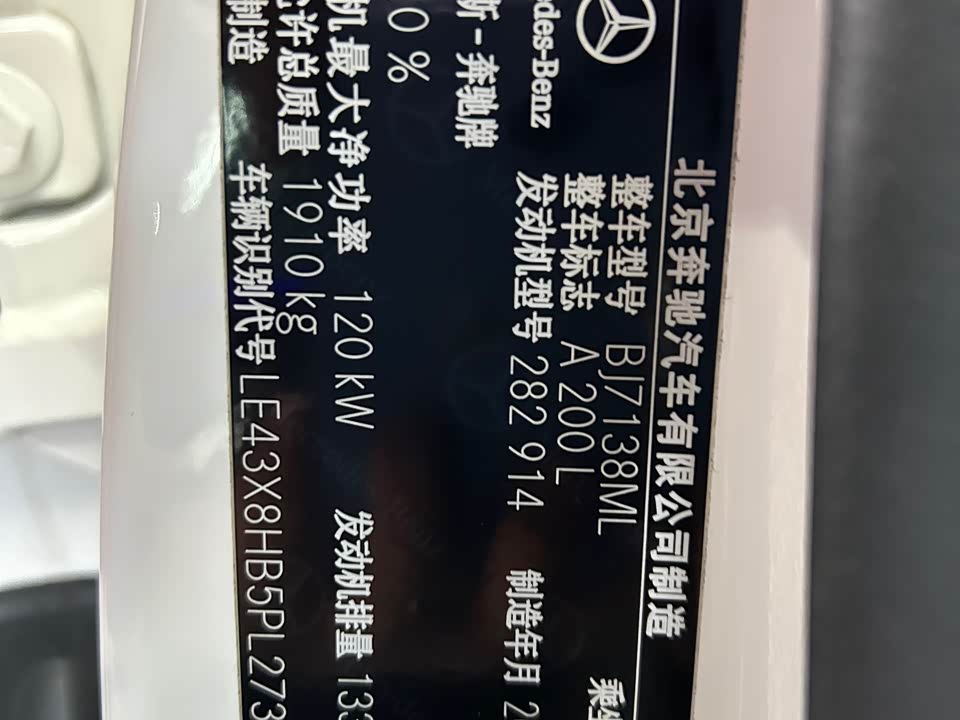 北京奔驰汽车有限公司制造
整车型号 BJ7138ML
整车标志 A 200 L
发动机型号 282 914 制造年月 2
des-Benz
斩-奔驰牌
0 %
机最大净功率 120 kW 发动机排量 133
许总质量 1910 kg
制造
车辆识别代号 LE43X8HB5PL273